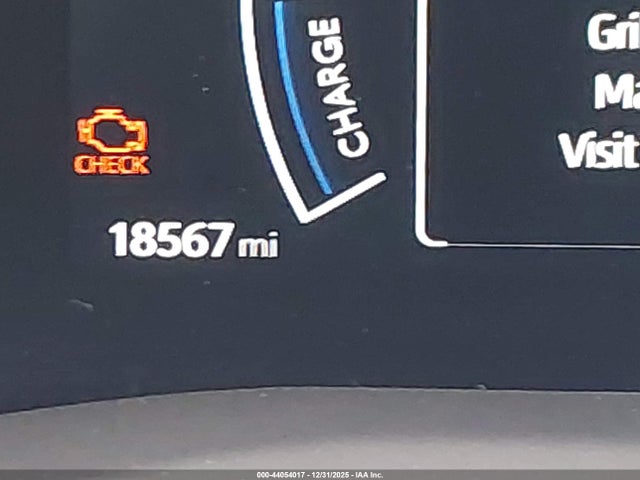 CHARGE
Gri
Ma
Visit
CHECK
18567 mi
000-44054017 - 12/31/2025 - IAA Inc.